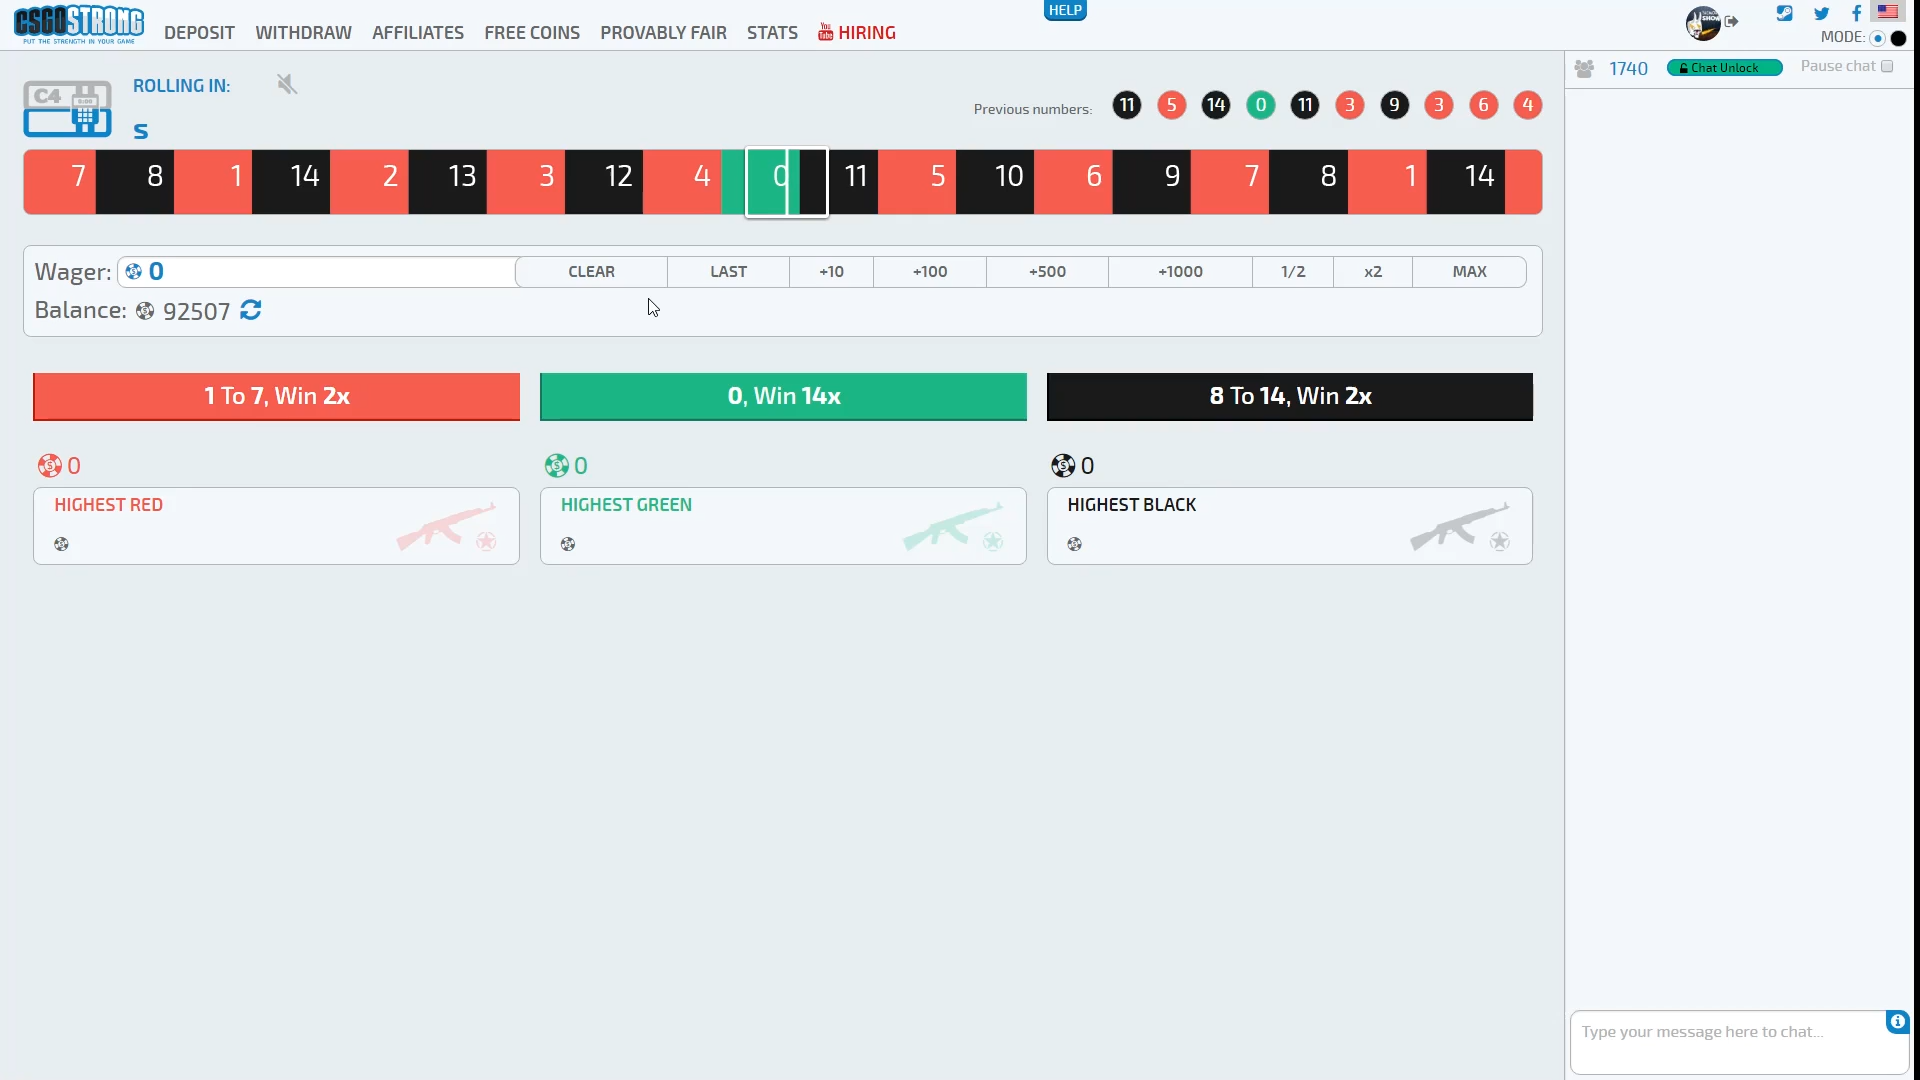 CSGOSTRONG
PUT THE STRENGTH IN YOUR GAME
DEPOSIT WITHDRAW AFFILIATES FREE COINS PROVABLY FAIR STATS You Tube HIRING
HELP
MODE:
C4
ROLLING IN:
s
Previous numbers: 11 5 14 0 11 3 9 3 6 4
1740 Chat Unlock Pause chat
7 8 1 14 2 13 3 12 4 0 11 5 10 6 9 7 8 1 14
Wager: 0 CLEAR LAST +10 +100 +500 +1000 1/2 x2 MAX
Balance: 92507
1 To 7, Win 2x
0, Win 14x
8 To 14, Win 2x
0
0
0
HIGHEST RED
HIGHEST GREEN
HIGHEST BLACK
Type your message here to chat...